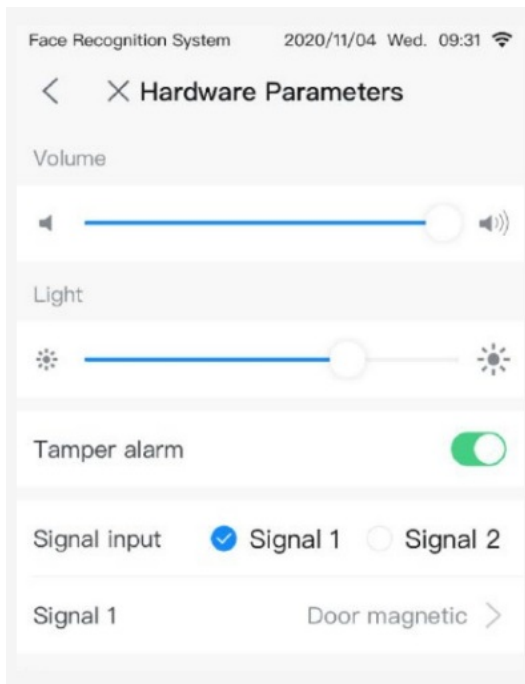 Face Recognition System 2020/11/04 Wed. 09:31
Hardware Parameters
Volume
Light
Tamper alarm
Signal input Signal 1 Signal 2
Signal 1 Door magnetic